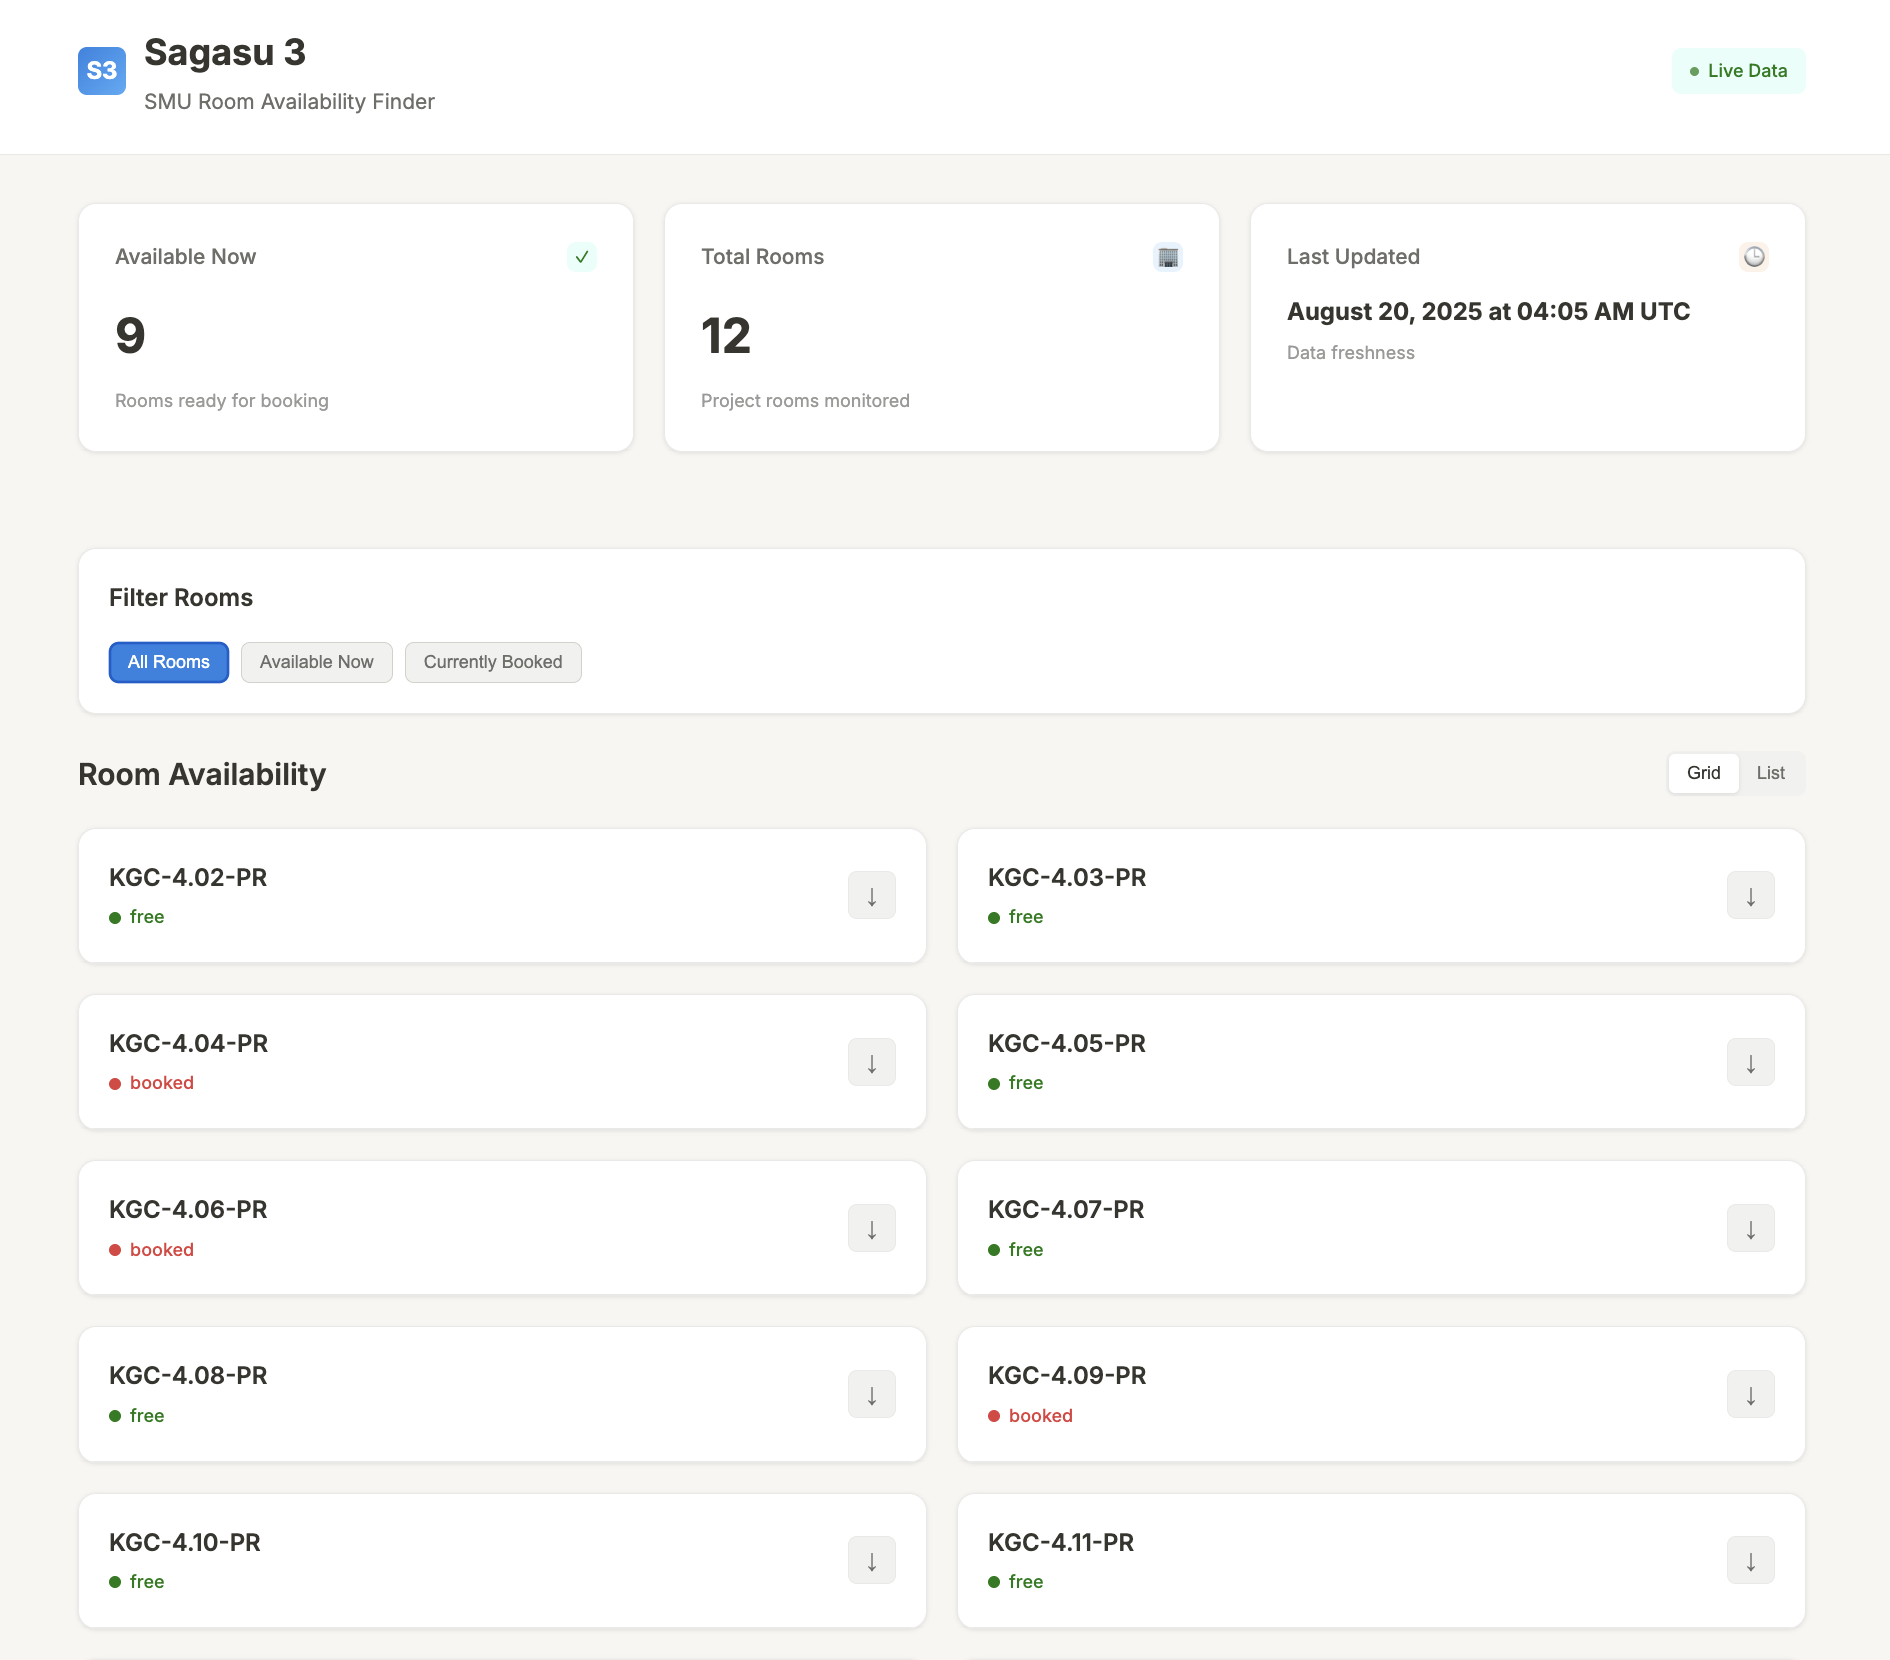 S3
Sagasu 3
SMU Room Availability Finder
Live Data
Available Now
✓
9
Rooms ready for booking
Total Rooms
12
Project rooms monitored
Last Updated
August 20, 2025 at 04:05 AM UTC
Data freshness
Filter Rooms
All Rooms
Available Now
Currently Booked
Room Availability
Grid
List
KGC-4.02-PR
free
↓
KGC-4.03-PR
free
↓
KGC-4.04-PR
booked
↓
KGC-4.05-PR
free
↓
KGC-4.06-PR
booked
↓
KGC-4.07-PR
free
↓
KGC-4.08-PR
free
↓
KGC-4.09-PR
booked
↓
KGC-4.10-PR
free
↓
KGC-4.11-PR
free
↓